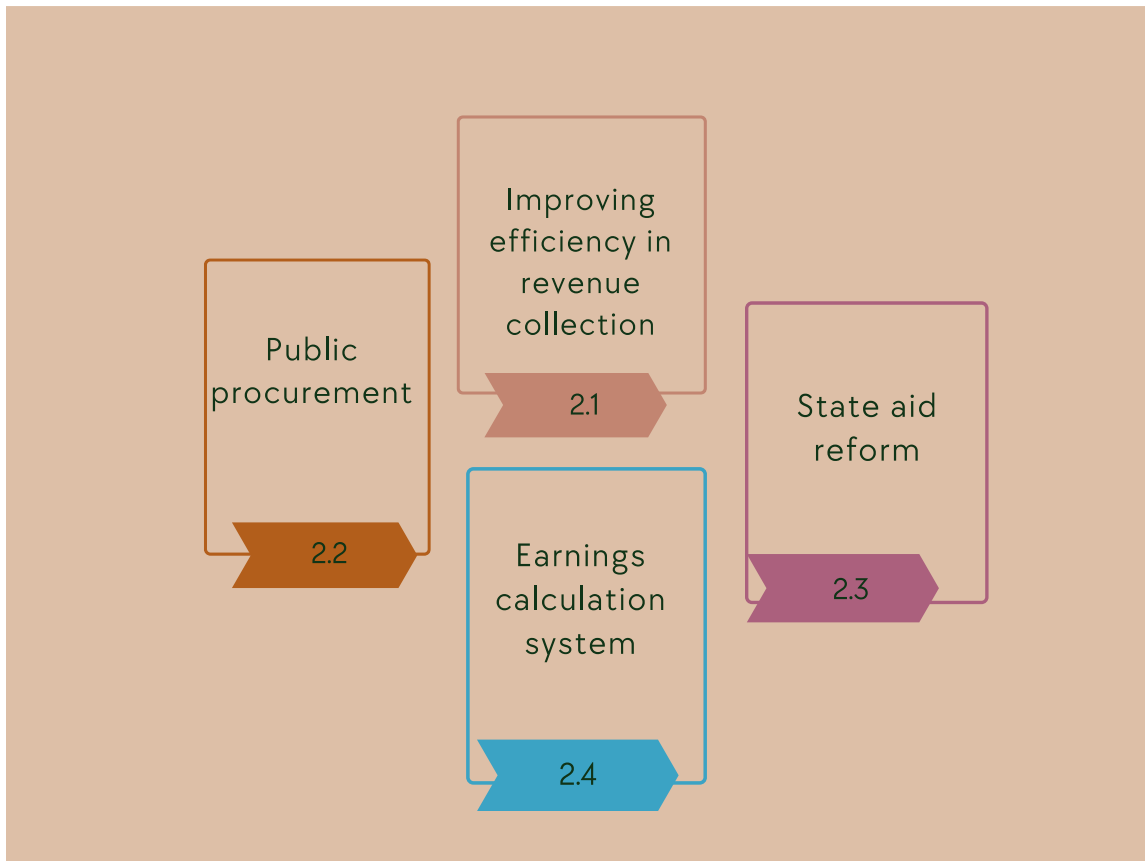 Improving
efficiency in
revenue
collection
2.1
Public
procurement
2.2
State aid
reform
2.3
Earnings
calculation
system
2.4